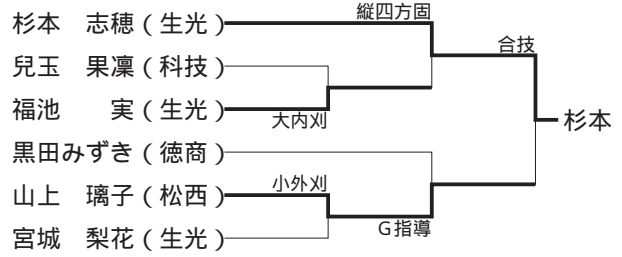 杉本　志穂（生光）
縦四方固
兒玉　果凜（科技）
合技
福池　　実（生光）
大内刈
杉本
黒田みずき（徳商）
山上　璃子（松西）
小外刈
G指導
宮城　梨花（生光）